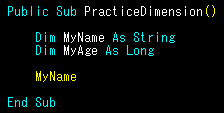 Public Sub PracticeDimension()
Dim MyName As String
Dim MyAge As Long
MyName
End Sub